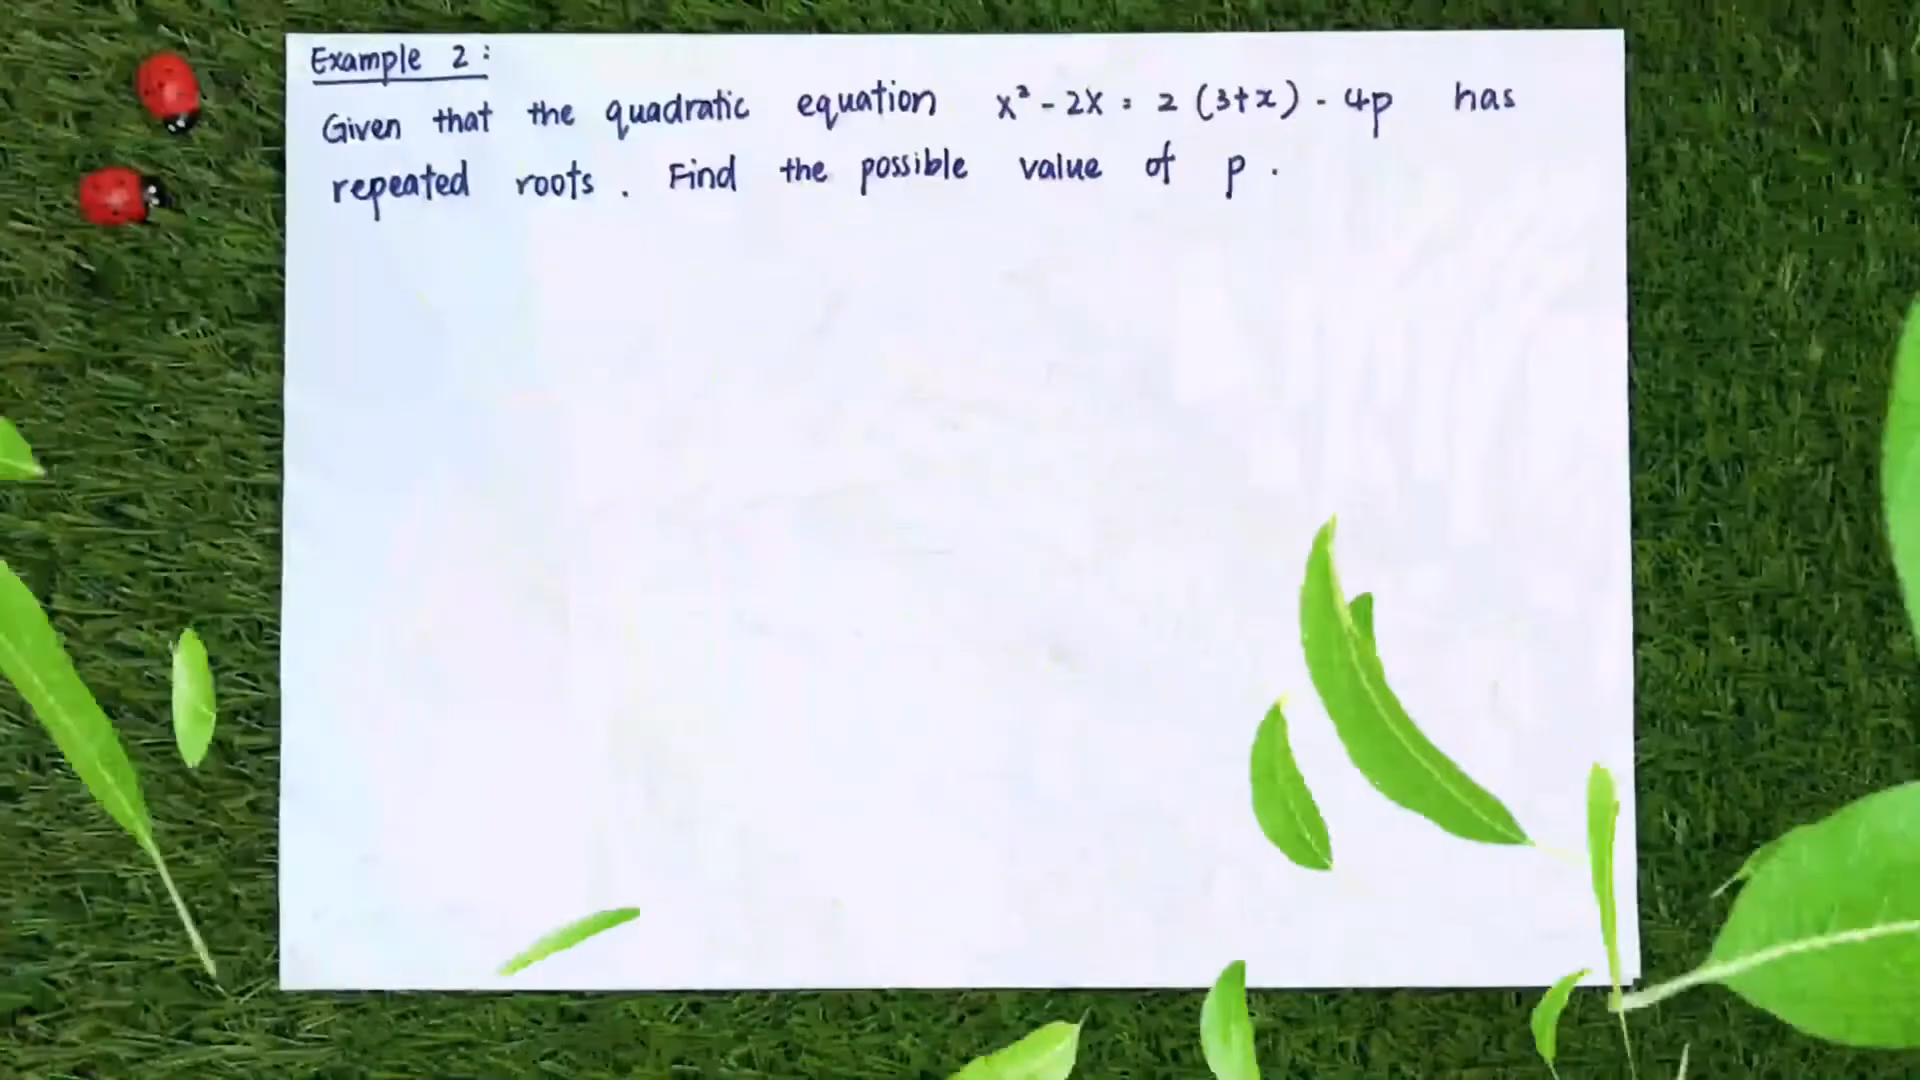 Example 2:
Given that the quadratic equation x² - 2x = 2 (3+x) - 4p has
repeated roots. Find the possible value of p.